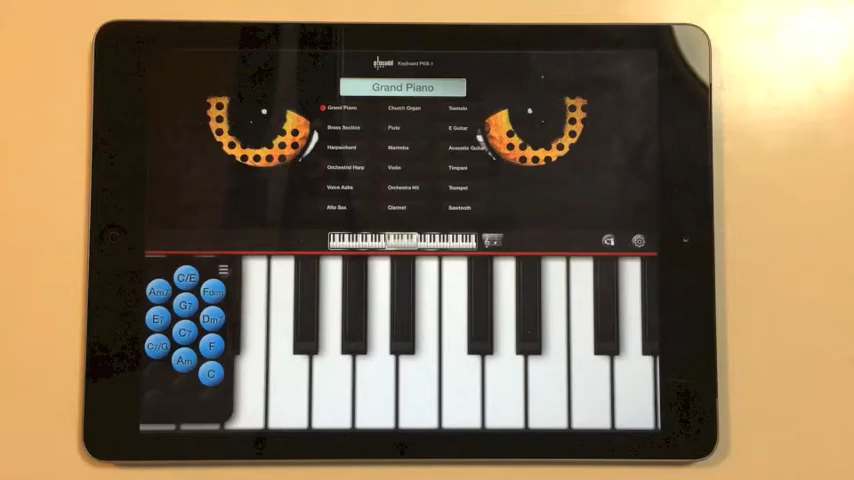 Keyboard PKB-1
Grand Piano
Grand Piano Church Organ Tremolo
Brass Section Flute E Guitar
Harpsichord Marimba Acoustic Guitar
Orchestral Harp Violin Timpani
Voice Aahs Orchestra Hit Trumpet
Alto Sax Clarinet Sawtooth
C/E
Am7 Fdim
G7
E7 Dm7
C7
C7/G F
Am
C